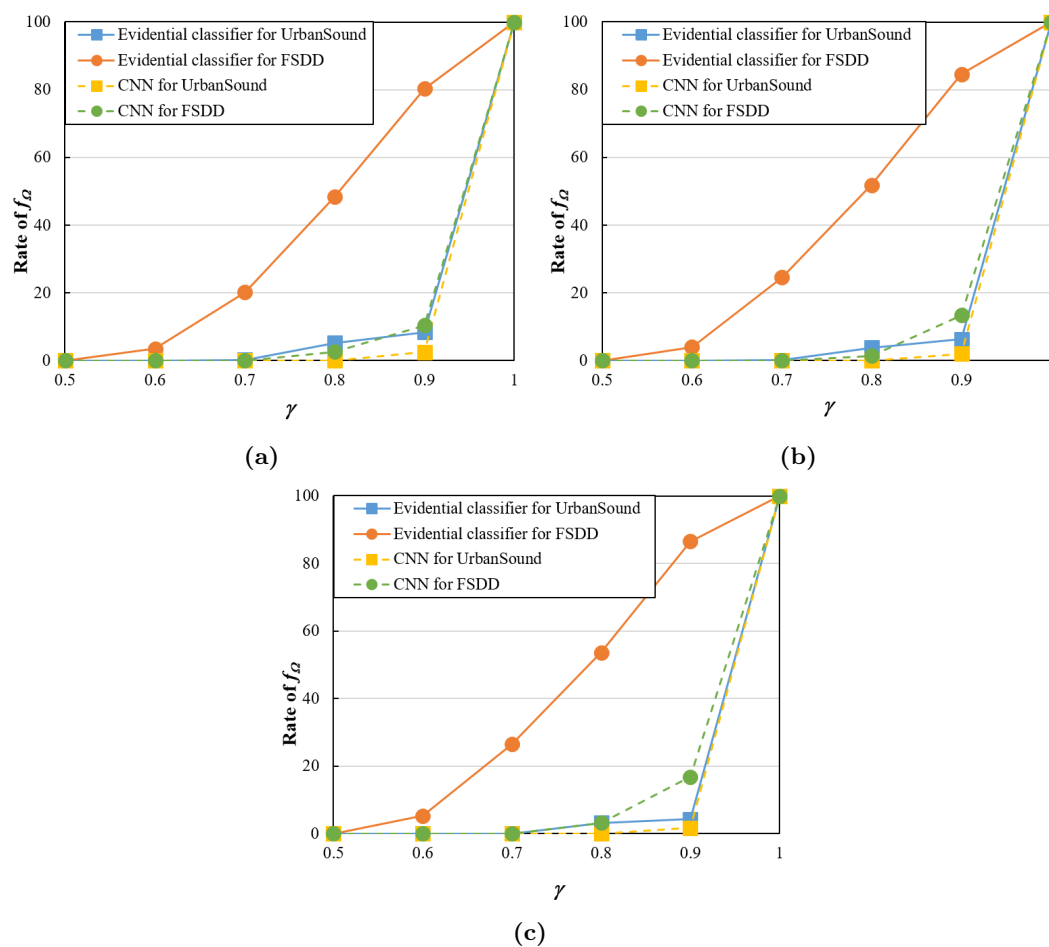 100
80
60
40
20
0
Rate of fΩ
Evidential classifier for UrbanSound
Evidential classifier for FSDD
CNN for UrbanSound
CNN for FSDD
0.5 0.6 0.7 0.8 0.9 1
γ
(a)
100
80
60
40
20
0
Rate of fΩ
Evidential classifier for UrbanSound
Evidential classifier for FSDD
CNN for UrbanSound
CNN for FSDD
0.5 0.6 0.7 0.8 0.9
γ
(b)
100
80
60
40
20
0
Rate of fΩ
Evidential classifier for UrbanSound
Evidential classifier for FSDD
CNN for UrbanSound
CNN for FSDD
0.5 0.6 0.7 0.8 0.9 1
γ
(c)